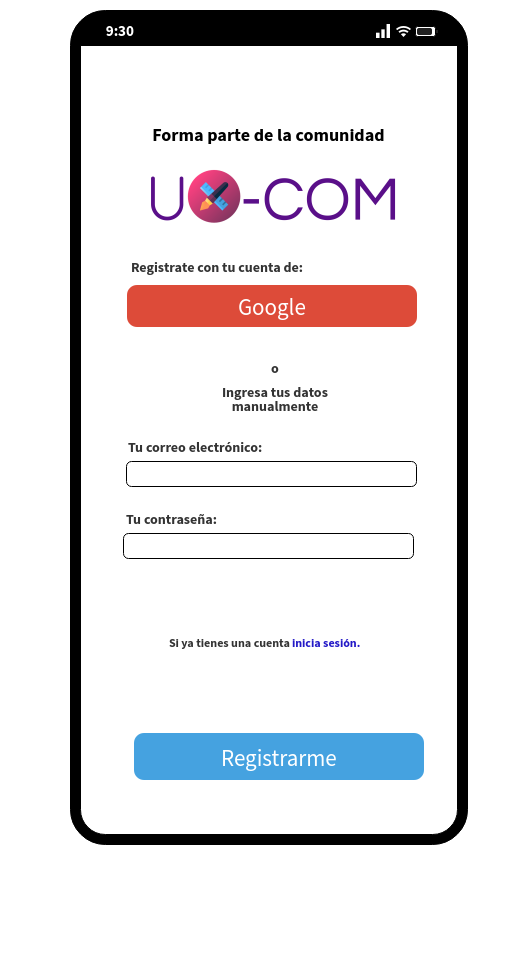 9:30
Forma parte de la comunidad
U -COM
Registrate con tu cuenta de:
Google
o
Ingresa tus datos
manualmente
Tu correo electrónico:
Tu contraseña:
Si ya tienes una cuenta inicia sesión.
Registrarme